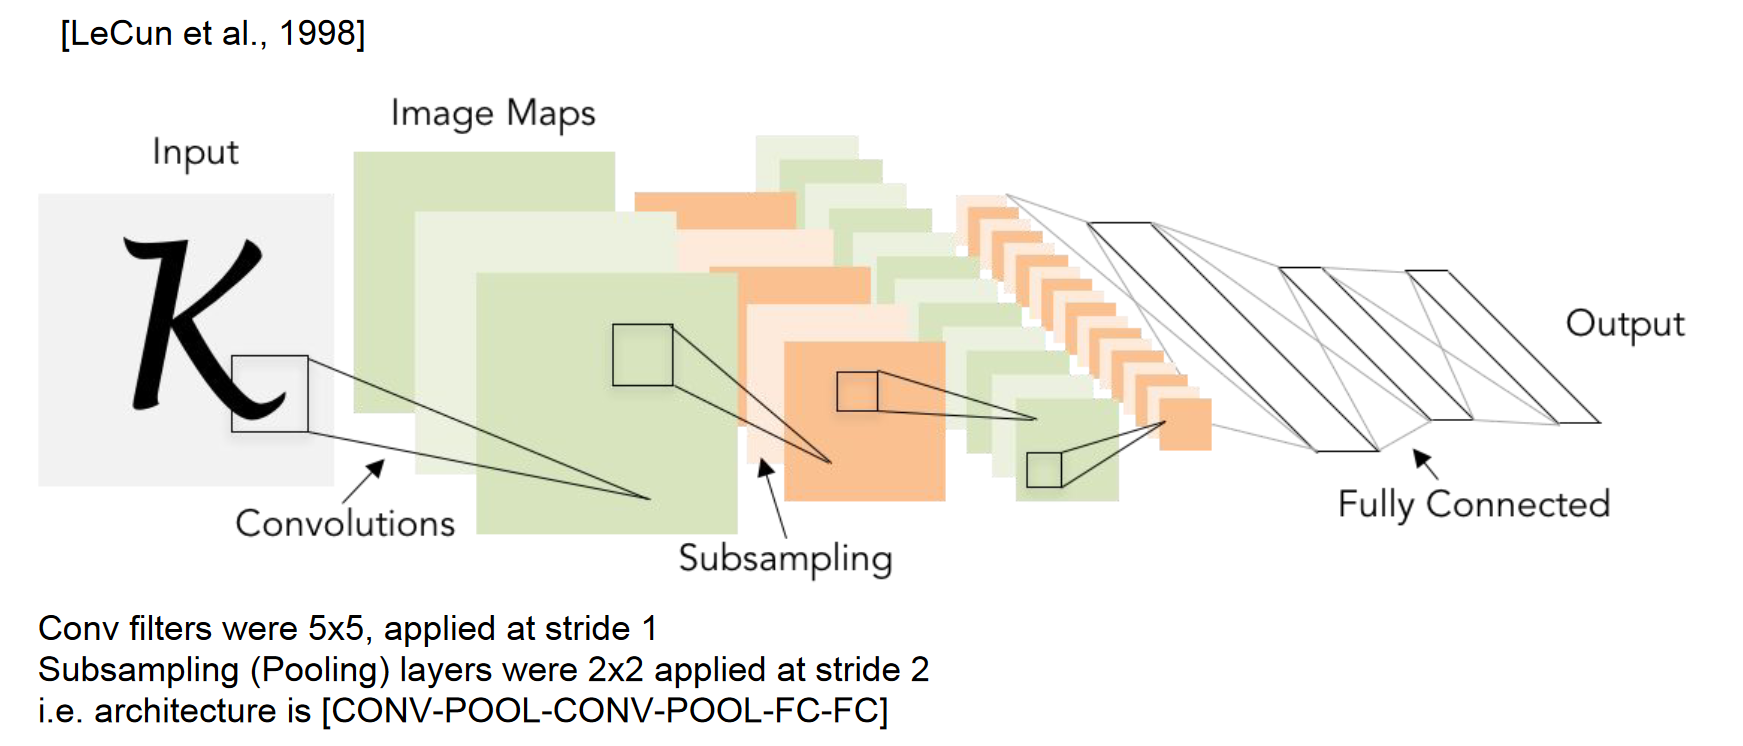 [LeCun et al., 1998]
Image Maps
Input
K
Output
Convolutions
Subsampling
Fully Connected
Conv filters were 5x5, applied at stride 1
Subsampling (Pooling) layers were 2x2 applied at stride 2
i.e. architecture is [CONV-POOL-CONV-POOL-FC-FC]